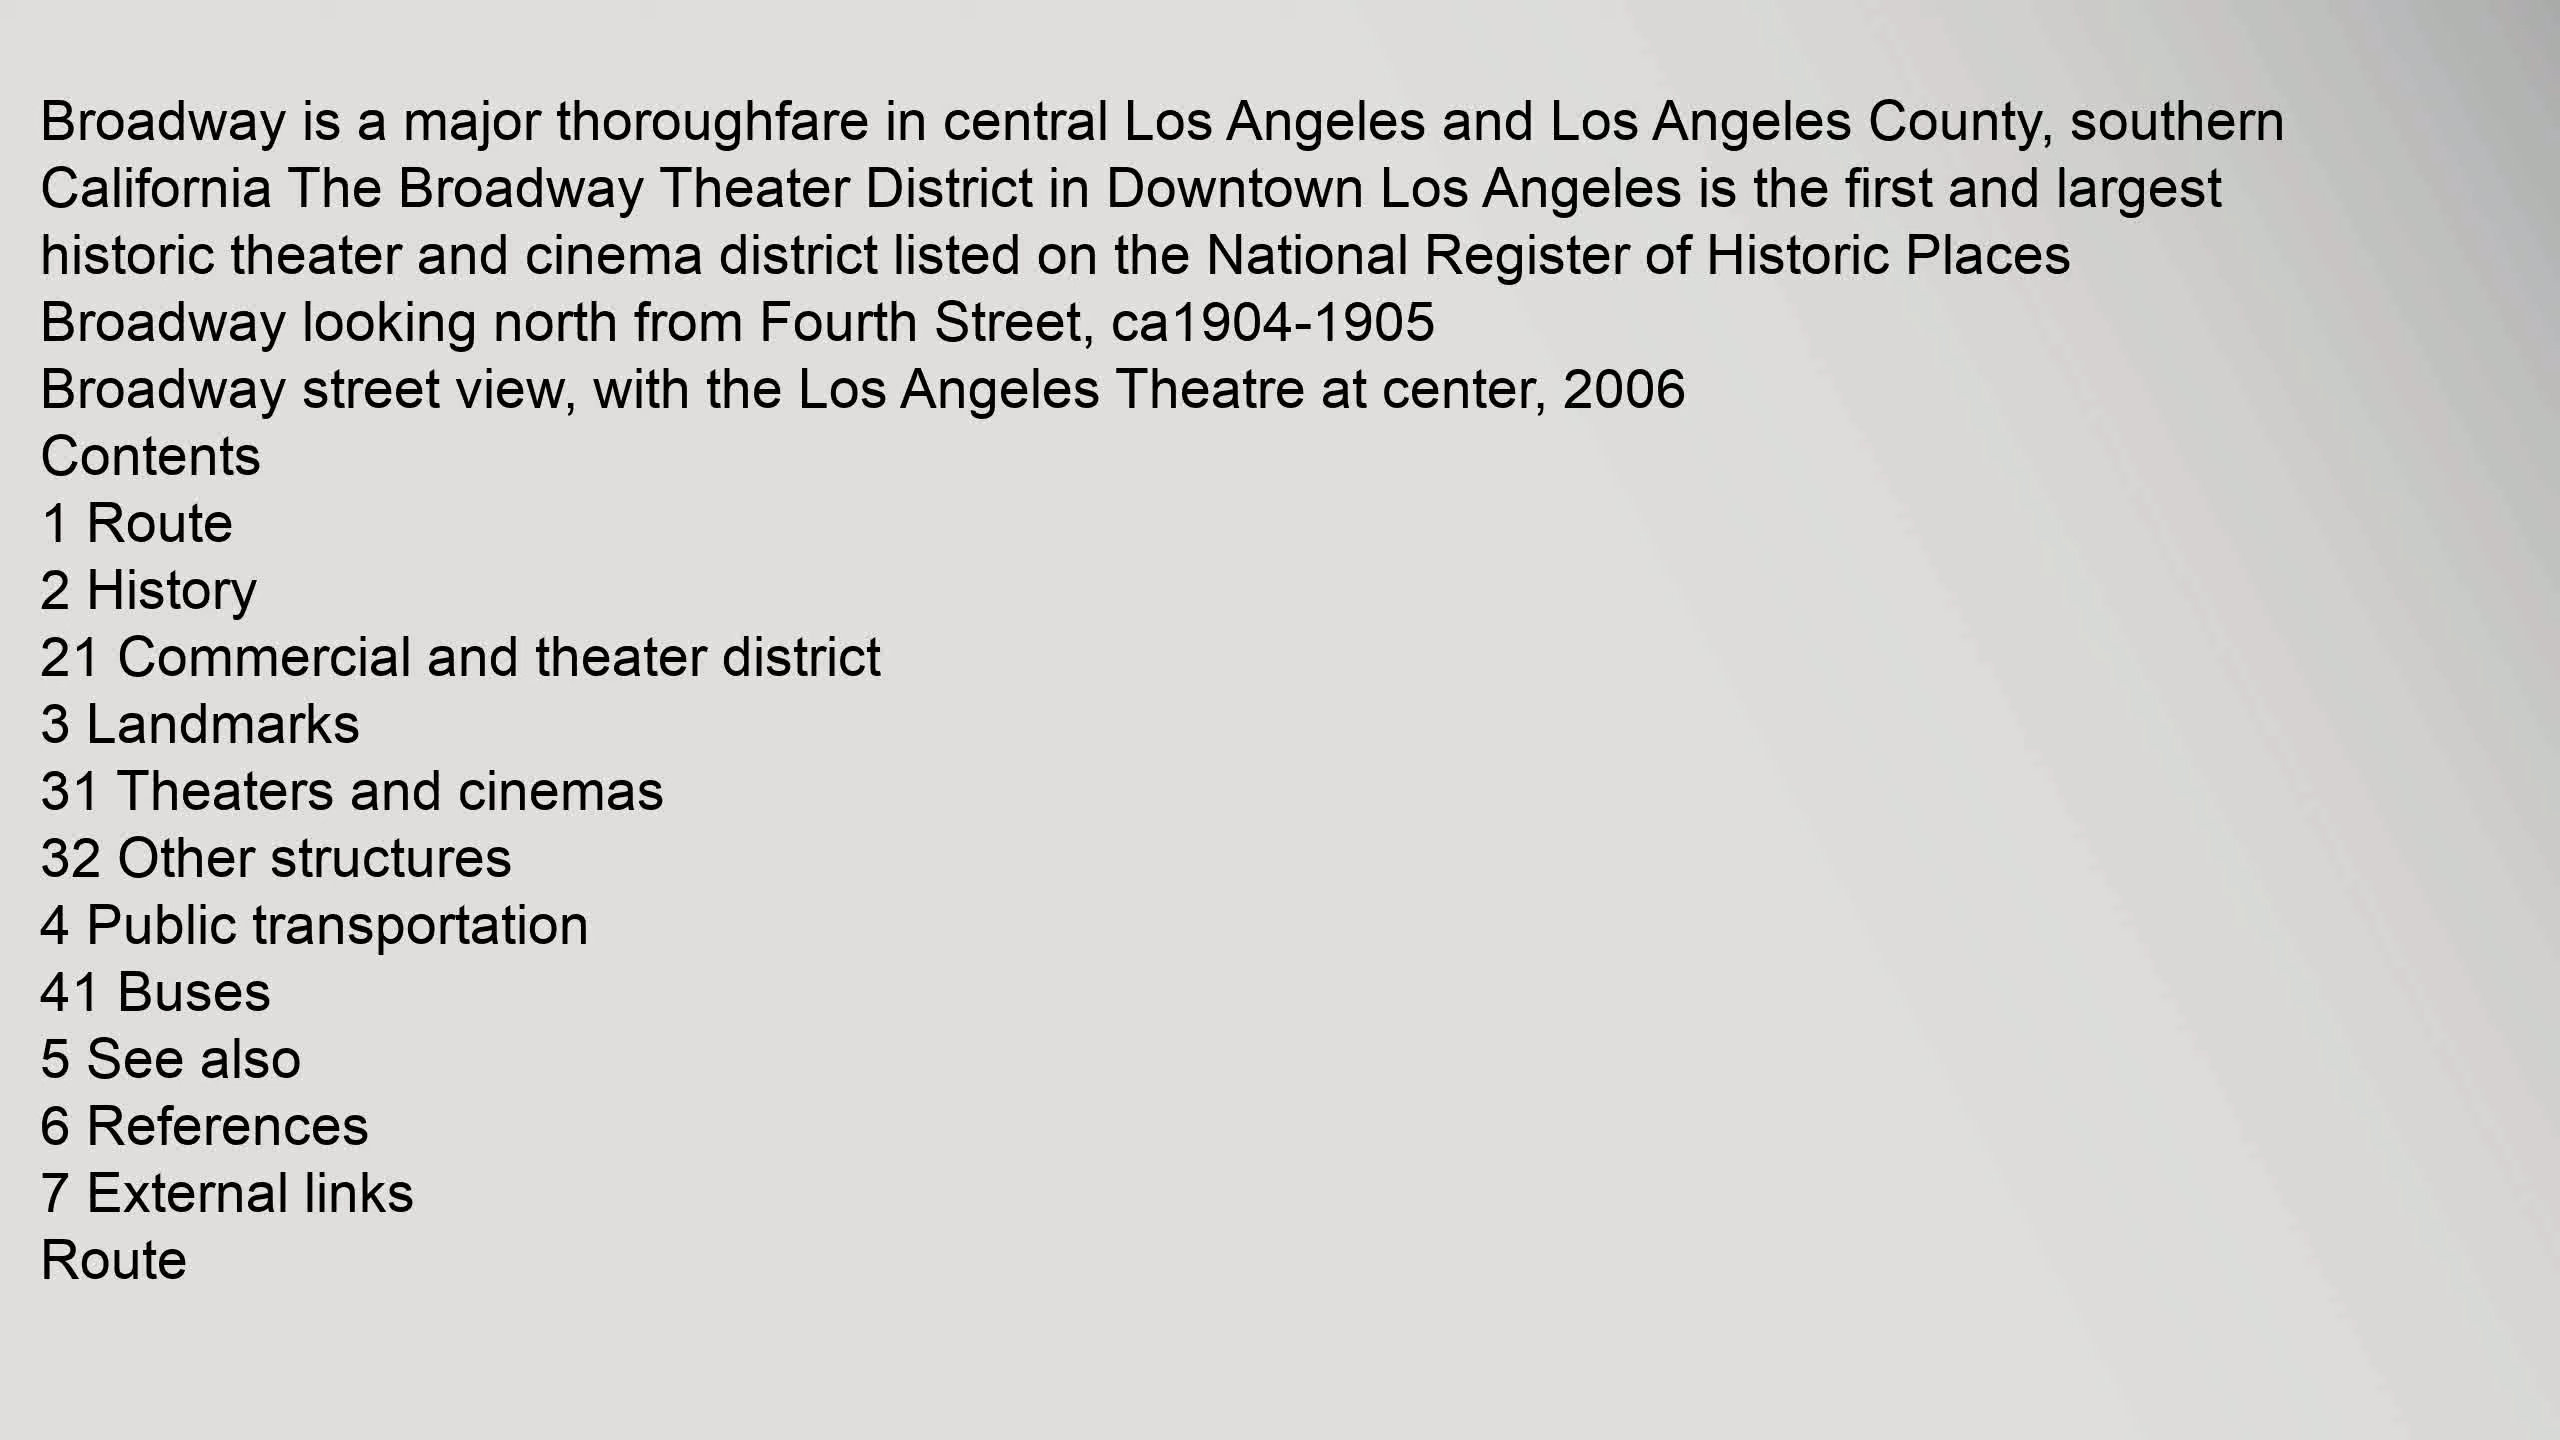 Broadway is a major thoroughfare in central Los Angeles and Los Angeles County, southern
California The Broadway Theater District in Downtown Los Angeles is the first and largest
historic theater and cinema district listed on the National Register of Historic Places
Broadway looking north from Fourth Street, ca1904-1905
Broadway street view, with the Los Angeles Theatre at center, 2006
Contents
1 Route
2 History
21 Commercial and theater district
3 Landmarks
31 Theaters and cinemas
32 Other structures
4 Public transportation
41 Buses
5 See also
6 References
7 External links
Route